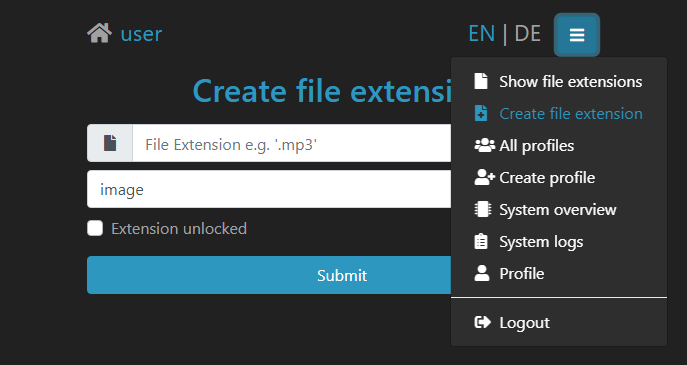 user
EN | DE
Create file extensi
File Extension e.g. '.mp3'
image
Extension unlocked
Submit
Show file extensions
Create file extension
All profiles
Create profile
System overview
System logs
Profile
Logout